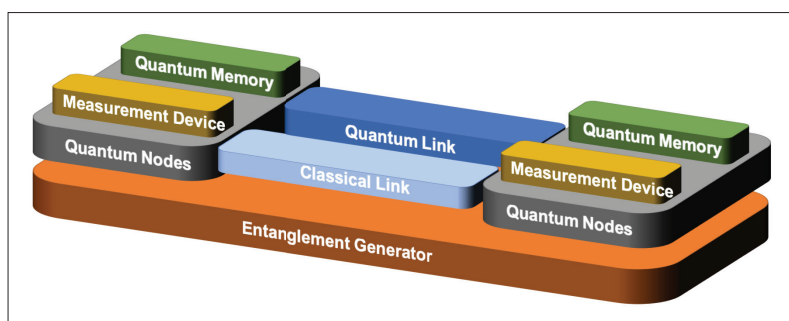 Quantum Memory
Measurement Device
Quantum Nodes
Quantum Link
Classical Link
Quantum Memory
Measurement Device
Quantum Nodes
Entanglement Generator